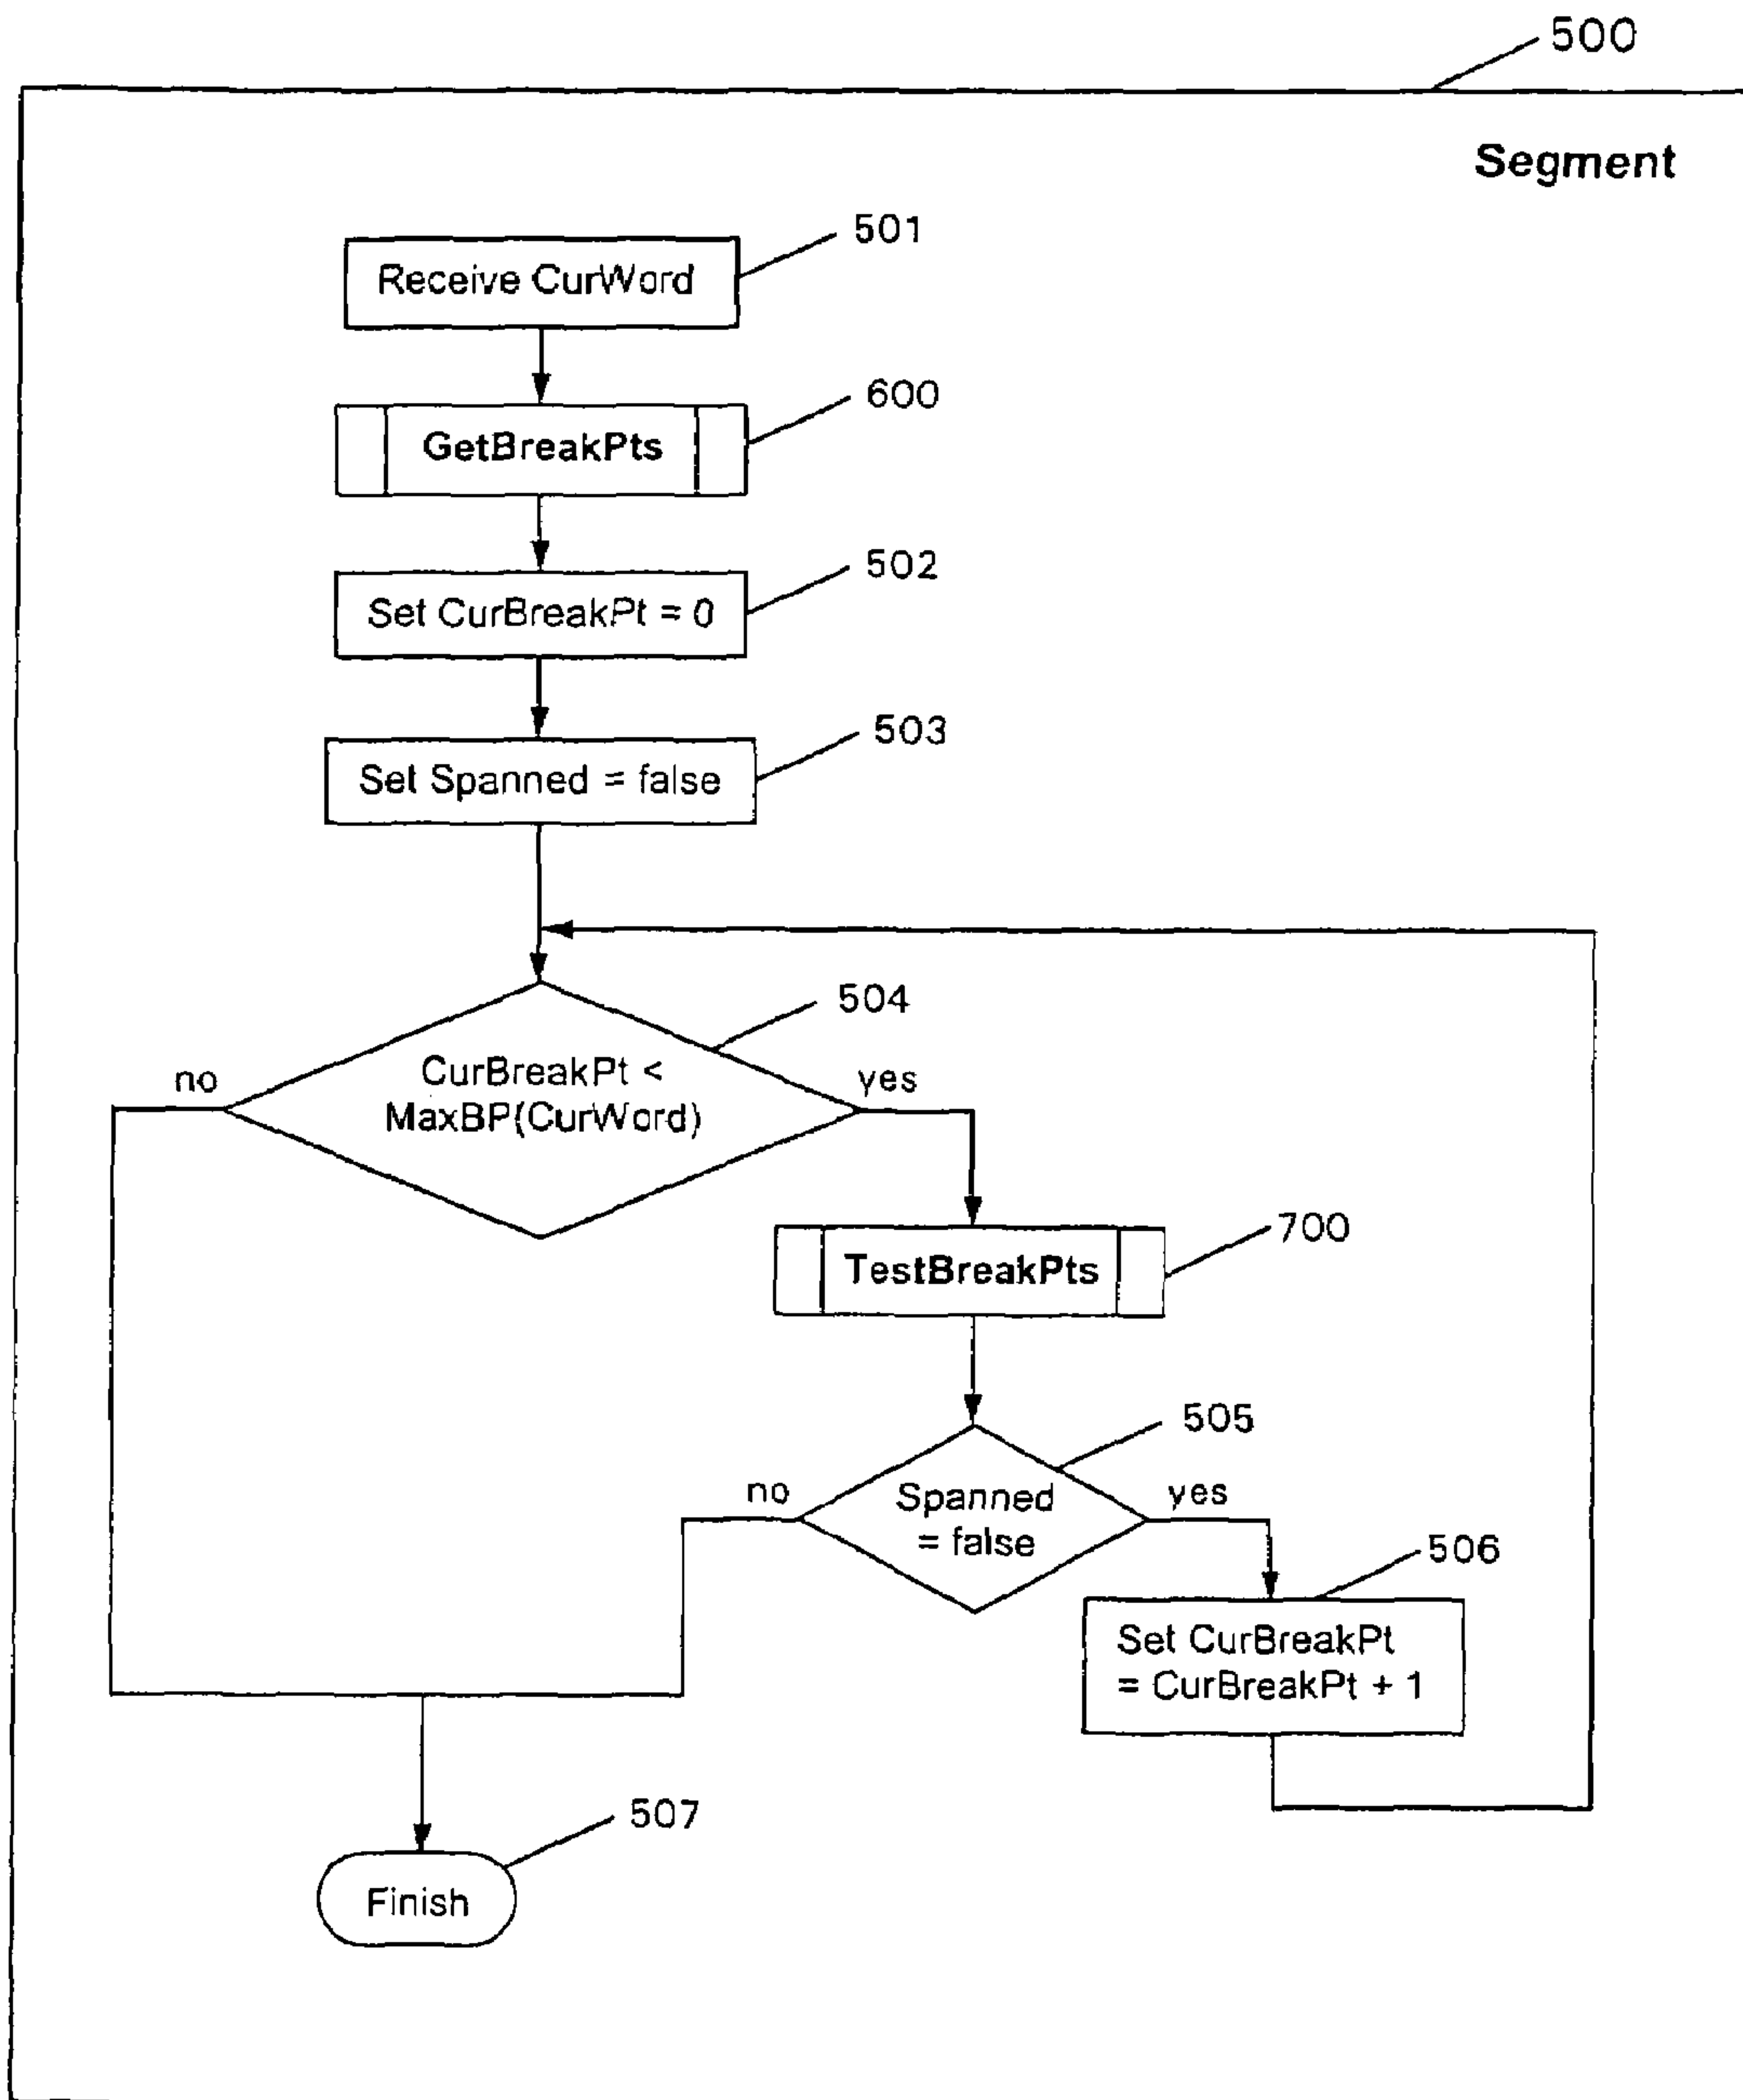 500
Segment
501
Receive CurWord
600
GetBreakPts
502
Set CurBreakPt = 0
503
Set Spanned = false
504
CurBreakPt <
MaxBP(CurWord)
no
yes
700
TestBreakPts
505
Spanned
= false
no
yes
506
Set CurBreakPt
= CurBreakPt + 1
507
Finish